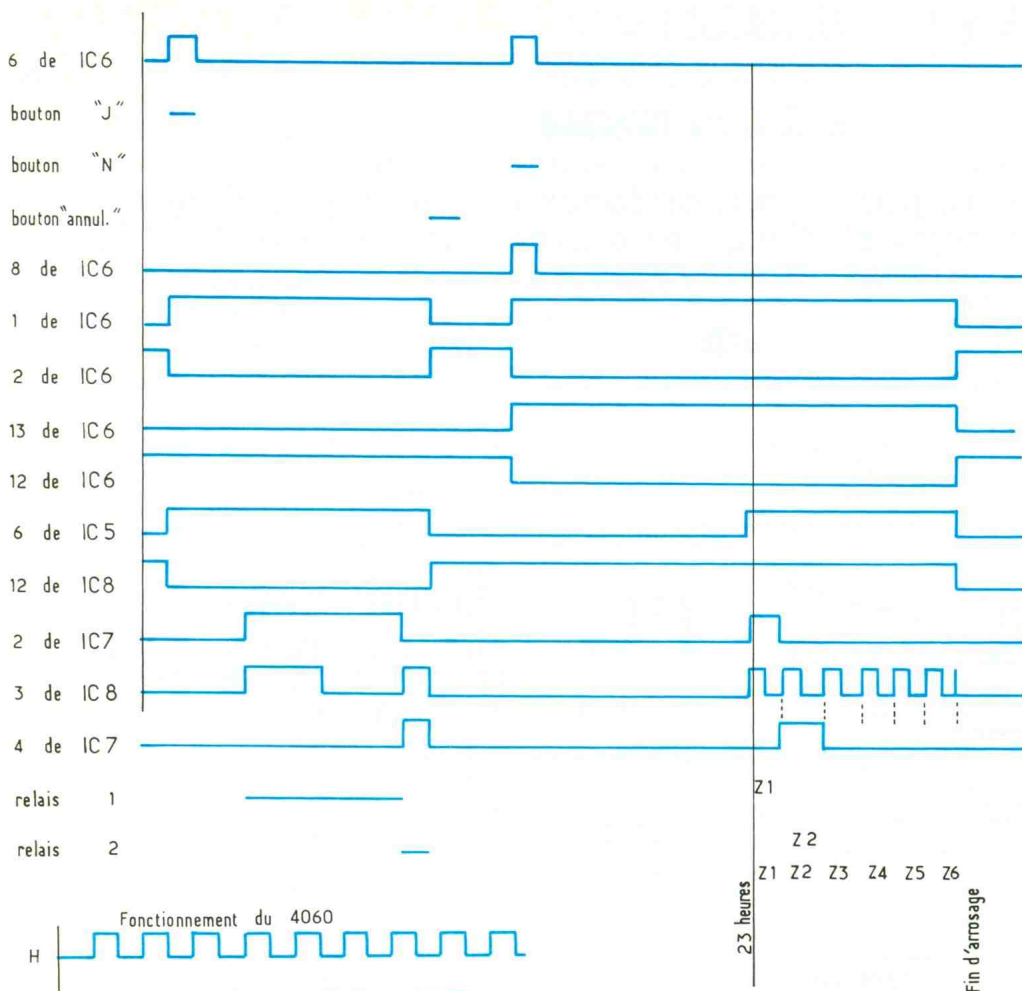 6 de IC6
bouton "J"
bouton "N"
bouton "annul."
8 de IC6
1 de IC6
2 de IC6
13 de IC6
12 de IC6
6 de IC5
12 de IC8
2 de IC7
3 de IC8
4 de IC7
relais 1
Z1
relais 2
Z2
Z1 Z2 Z3 Z4 Z5 Z6
23 heures
Fin d'arrosage
Fonctionnement du 4060
H